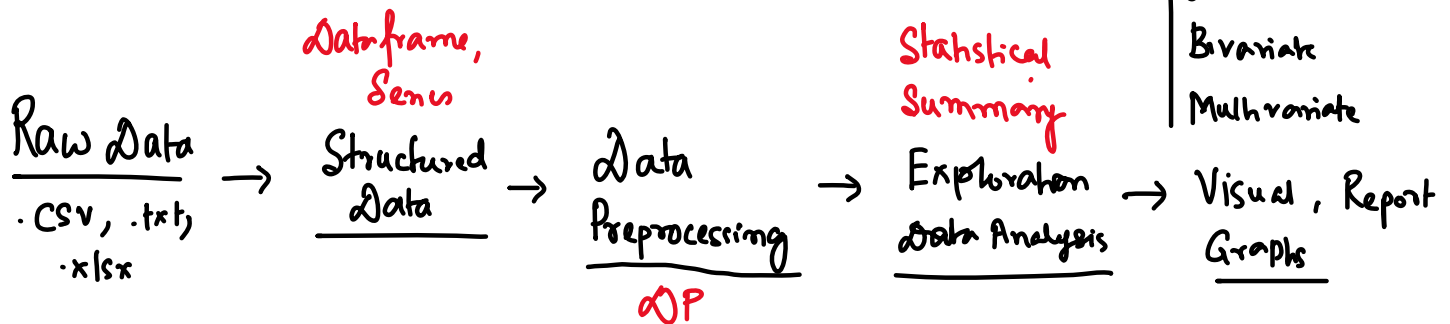 Raw Data
.csv, .txt,
.xlsx
→
Dataframe,
Series
Structured
Data
→
Data
Preprocessing
DP
→
Statistical
Summary
Exploration
Data Analysis
→
Bivariate
Multivariate
Visual, Report
Graphs